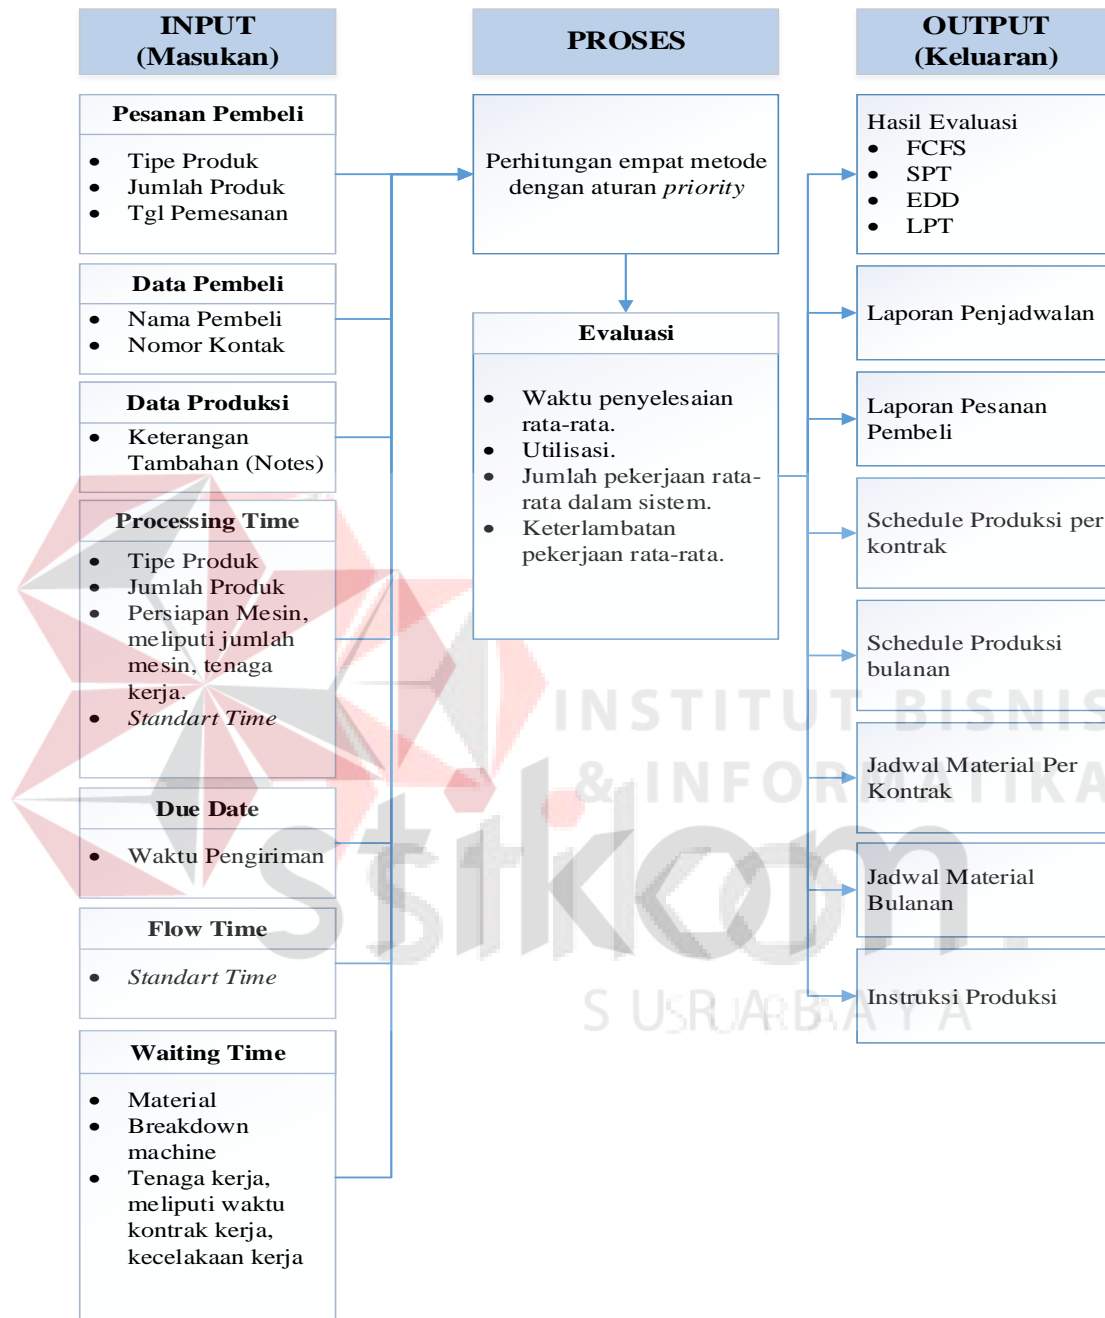 INPUT
(Masukan)
Pesanan Pembeli
• Tipe Produk
• Jumlah Produk
• Tgl Pemesanan
Data Pembeli
• Nama Pembeli
• Nomor Kontak
Data Produksi
• Keterangan
Tambahan (Notes)
Processing Time
• Tipe Produk
• Jumlah Produk
• Persiapan Mesin,
meliputi jumlah
mesin, tenaga
kerja.
• Standart Time
Due Date
• Waktu Pengiriman
Flow Time
• Standart Time
Waiting Time
• Material
• Breakdown
machine
• Tenaga kerja,
meliputi waktu
kontrak kerja,
kecelakaan kerja
PROSES
Perhitungan empat metode
dengan aturan priority
Evaluasi
• Waktu penyelesaian
rata-rata.
• Utilisasi.
• Jumlah pekerjaan rata-
rata dalam sistem.
• Keterlambatan
pekerjaan rata-rata.
OUTPUT
(Keluaran)
Hasil Evaluasi
• FCFS
• SPT
• EDD
• LPT
Laporan Penjadwalan
Laporan Pesanan
Pembeli
Schedule Produksi per
kontrak
Schedule Produksi
bulanan
Jadwal Material Per
Kontrak
Jadwal Material
Bulanan
Instruksi Produksi
INSTITUT BISNIS
& INFORMATIKA
stikom
SURABAYA